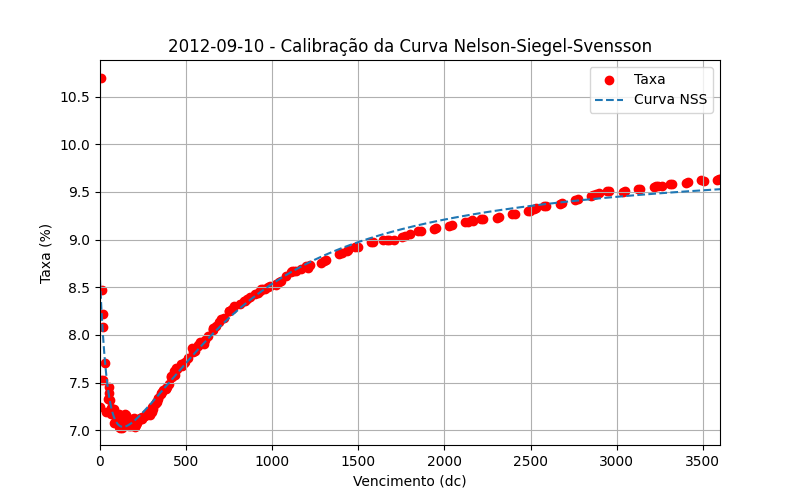 2012-09-10 - Calibração da Curva Nelson-Siegel-Svensson
Taxa
Curva NSS
Taxa (%)
10.5
10.0
9.5
9.0
8.5
8.0
7.5
7.0
0 500 1000 1500 2000 2500 3000 3500
Vencimento (dc)